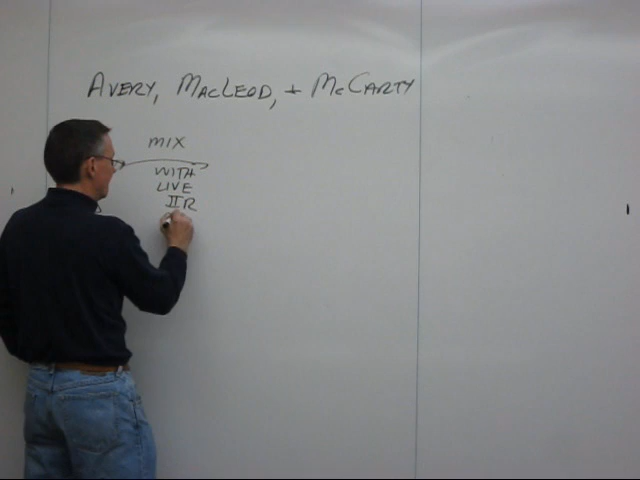 AVERY, MACLEOD, + MCCARTY
MIX
WITH
LIVE
IIR